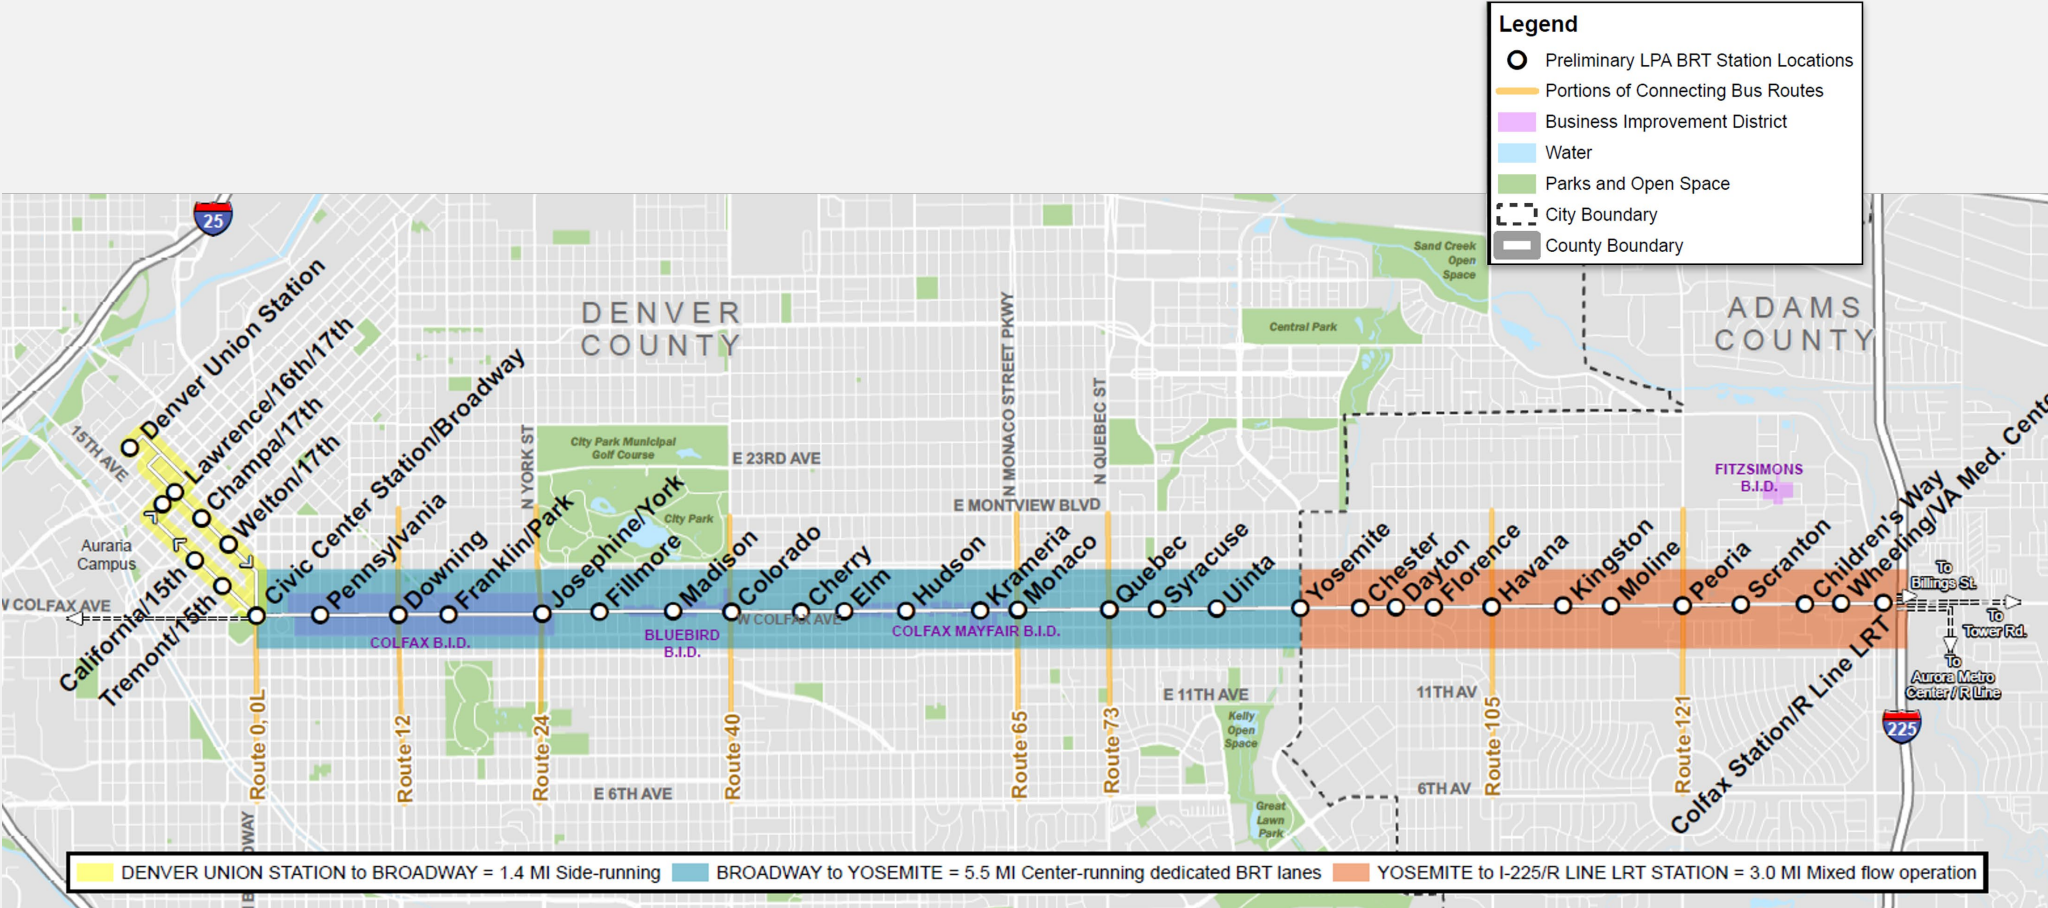 Legend
Preliminary LPA BRT Station Locations
Portions of Connecting Bus Routes
Business Improvement District
Water
Parks and Open Space
City Boundary
County Boundary
25
DENVER
COUNTY
ADAMS
COUNTY
Sand Creek
Open
Space
Central Park
N MONACO STREET PKWY
N QUEBEC ST
N YORK ST
City Park Municipal
Golf Course
E 23RD AVE
City Park
E MONTVIEW BLVD
FITZSIMONS
B.I.D.
15TH AVE
Auraria
Campus
W COLFAX AVE
Denver Union Station
Lawrence/16th/17th
Champa/17th
Welton/17th
California/15th
Tremont/15th
Civic Center Station/Broadway
Pennsylvania
Downing
Franklin/Park
Josephine/York
Fillmore
Madison
Colorado
Cherry
Elm
Hudson
Krameria
Monaco
Quebec
Syracuse
Uinta
Yosemite
Chester
Dayton
Florence
Havana
Kingston
Moline
Peoria
Scranton
Children's Way
Wheeling/VA Med. Cente
Colfax Station/R Line LRT
To
Billings St.
To
Tower Rd.
To
Aurora Metro
Center / R Line
W COLFAX AVE
COLFAX B.I.D.
BLUEBIRD
B.I.D.
COLFAX MAYFAIR B.I.D.
E 11TH AVE
11TH AV
Kelly
Open
Space
Route 0, 0L
Route 12
Route 24
Route 40
Route 65
Route 73
Route 105
Route 121
225
E 6TH AVE
6TH AV
Great
Lawn
Park
DENVER UNION STATION to BROADWAY = 1.4 MI Side-running
BROADWAY to YOSEMITE = 5.5 MI Center-running dedicated BRT lanes
YOSEMITE to I-225/R LINE LRT STATION = 3.0 MI Mixed flow operation